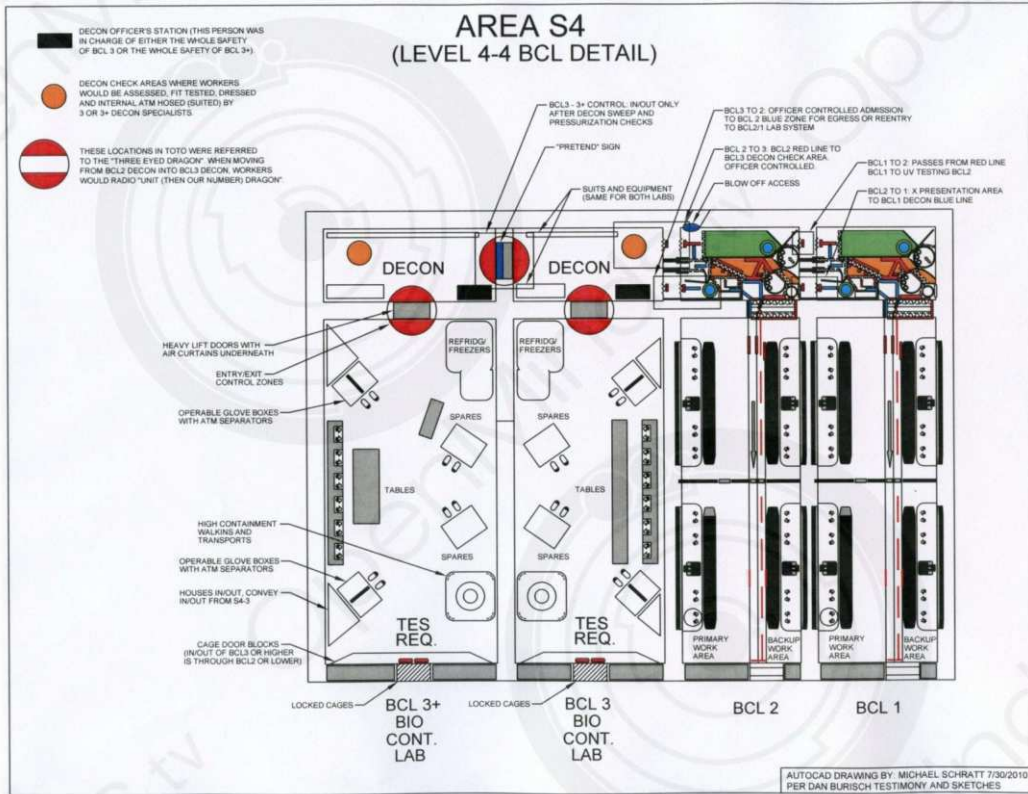 AREA S4
(LEVEL 4-4 BCL DETAIL)
DECON OFFICER'S STATION (THIS PERSON WAS
IN CHARGE OF EITHER THE WHOLE SAFETY
OF BCL 3 OR THE WHOLE SAFETY OF BCL 3+)
DECON CHECK AREAS WHERE WORKERS
WOULD BE ASSESSED, FIT TESTED, DRESSED
AND INTERNAL ATM HOSED (SUITED) BY
3 OR 3+ DECON SPECIALISTS
THESE LOCATIONS IN TOTO WERE REFERRED
TO THE "THREE EYED DRAGON". WHEN MOVING
FROM BCL2 DECON INTO BCL3 DECON, WORKERS
WOULD RADIO "UNIT (THEN OUR NUMBER) DRAGON".
BCL3 - 3+ CONTROL: IN/OUT ONLY
AFTER DECON SWEEP AND
PRESSURIZATION CHECKS
"PRETEND" SIGN
SUITS AND EQUIPMENT
(SAME FOR BOTH LABS)
BCL3 TO 2: OFFICER CONTROLLED ADMISSION
TO BCL 2 BLUE ZONE FOR EGRESS OR REENTRY
TO BCL2/1 LAB SYSTEM
BCL 2 TO 3: BCL2 RED LINE TO
BCL3 DECON CHECK AREA.
OFFICER CONTROLLED.
BLOW OFF ACCESS
BCL1 TO 2: PASSES FROM RED LINE
BCL1 TO UV TESTING BCL2
BCL2 TO 1: X PRESENTATION AREA
TO BCL1 DECON BLUE LINE
DECON
DECON
HEAVY LIFT DOORS WITH
AIR CURTAINS UNDERNEATH
ENTRY/EXIT
CONTROL ZONES
OPERABLE GLOVE BOXES
WITH ATM SEPARATORS
REFRIDG/
FREEZERS
REFRIDG/
FREEZERS
SPARES
SPARES
TABLES
TABLES
HIGH CONTAINMENT
WALKINS AND
TRANSPORTS
SPARES
SPARES
OPERABLE GLOVE BOXES
WITH ATM SEPARATORS
HOUSES IN/OUT, CONVEY
IN/OUT FROM S4-3
TES
REQ.
TES
REQ.
CAGE DOOR BLOCKS
(IN/OUT OF BCL3 OR HIGHER
IS THROUGH BCL2 OR LOWER)
PRIMARY
WORK
AREA
BACKUP
WORK
AREA
PRIMARY
WORK
AREA
BACKUP
WORK
AREA
LOCKED CAGES
LOCKED CAGES
BCL 3+
BIO
CONT.
LAB
BCL 3
BIO
CONT.
LAB
BCL 2
BCL 1
AUTOCAD DRAWING BY: MICHAEL SCHRATT 7/30/2010
PER DAN BURISCH TESTIMONY AND SKETCHES